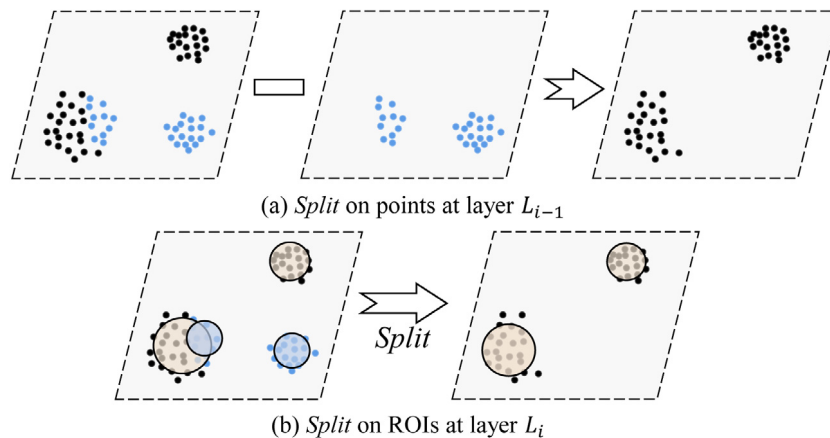 (a) Split on points at layer L_{i−1}
Split
(b) Split on ROIs at layer L_i